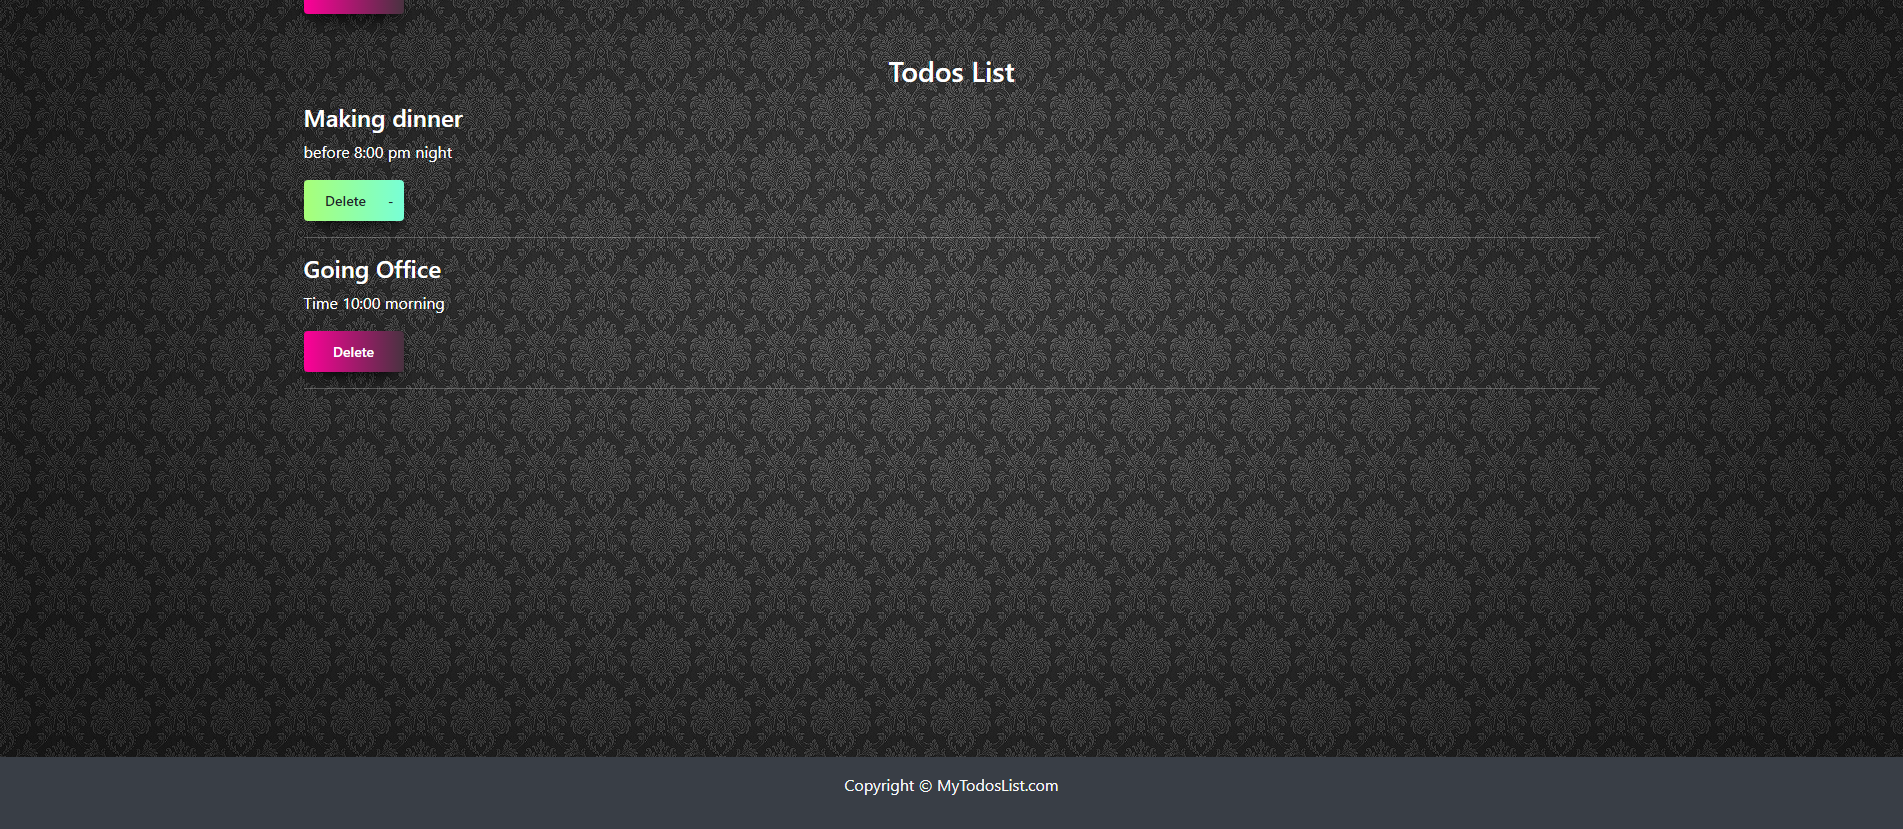 Todos List
Making dinner
before 8:00 pm night
Delete -
Going Office
Time 10:00 morning
Delete
Copyright © MyTodosList.com